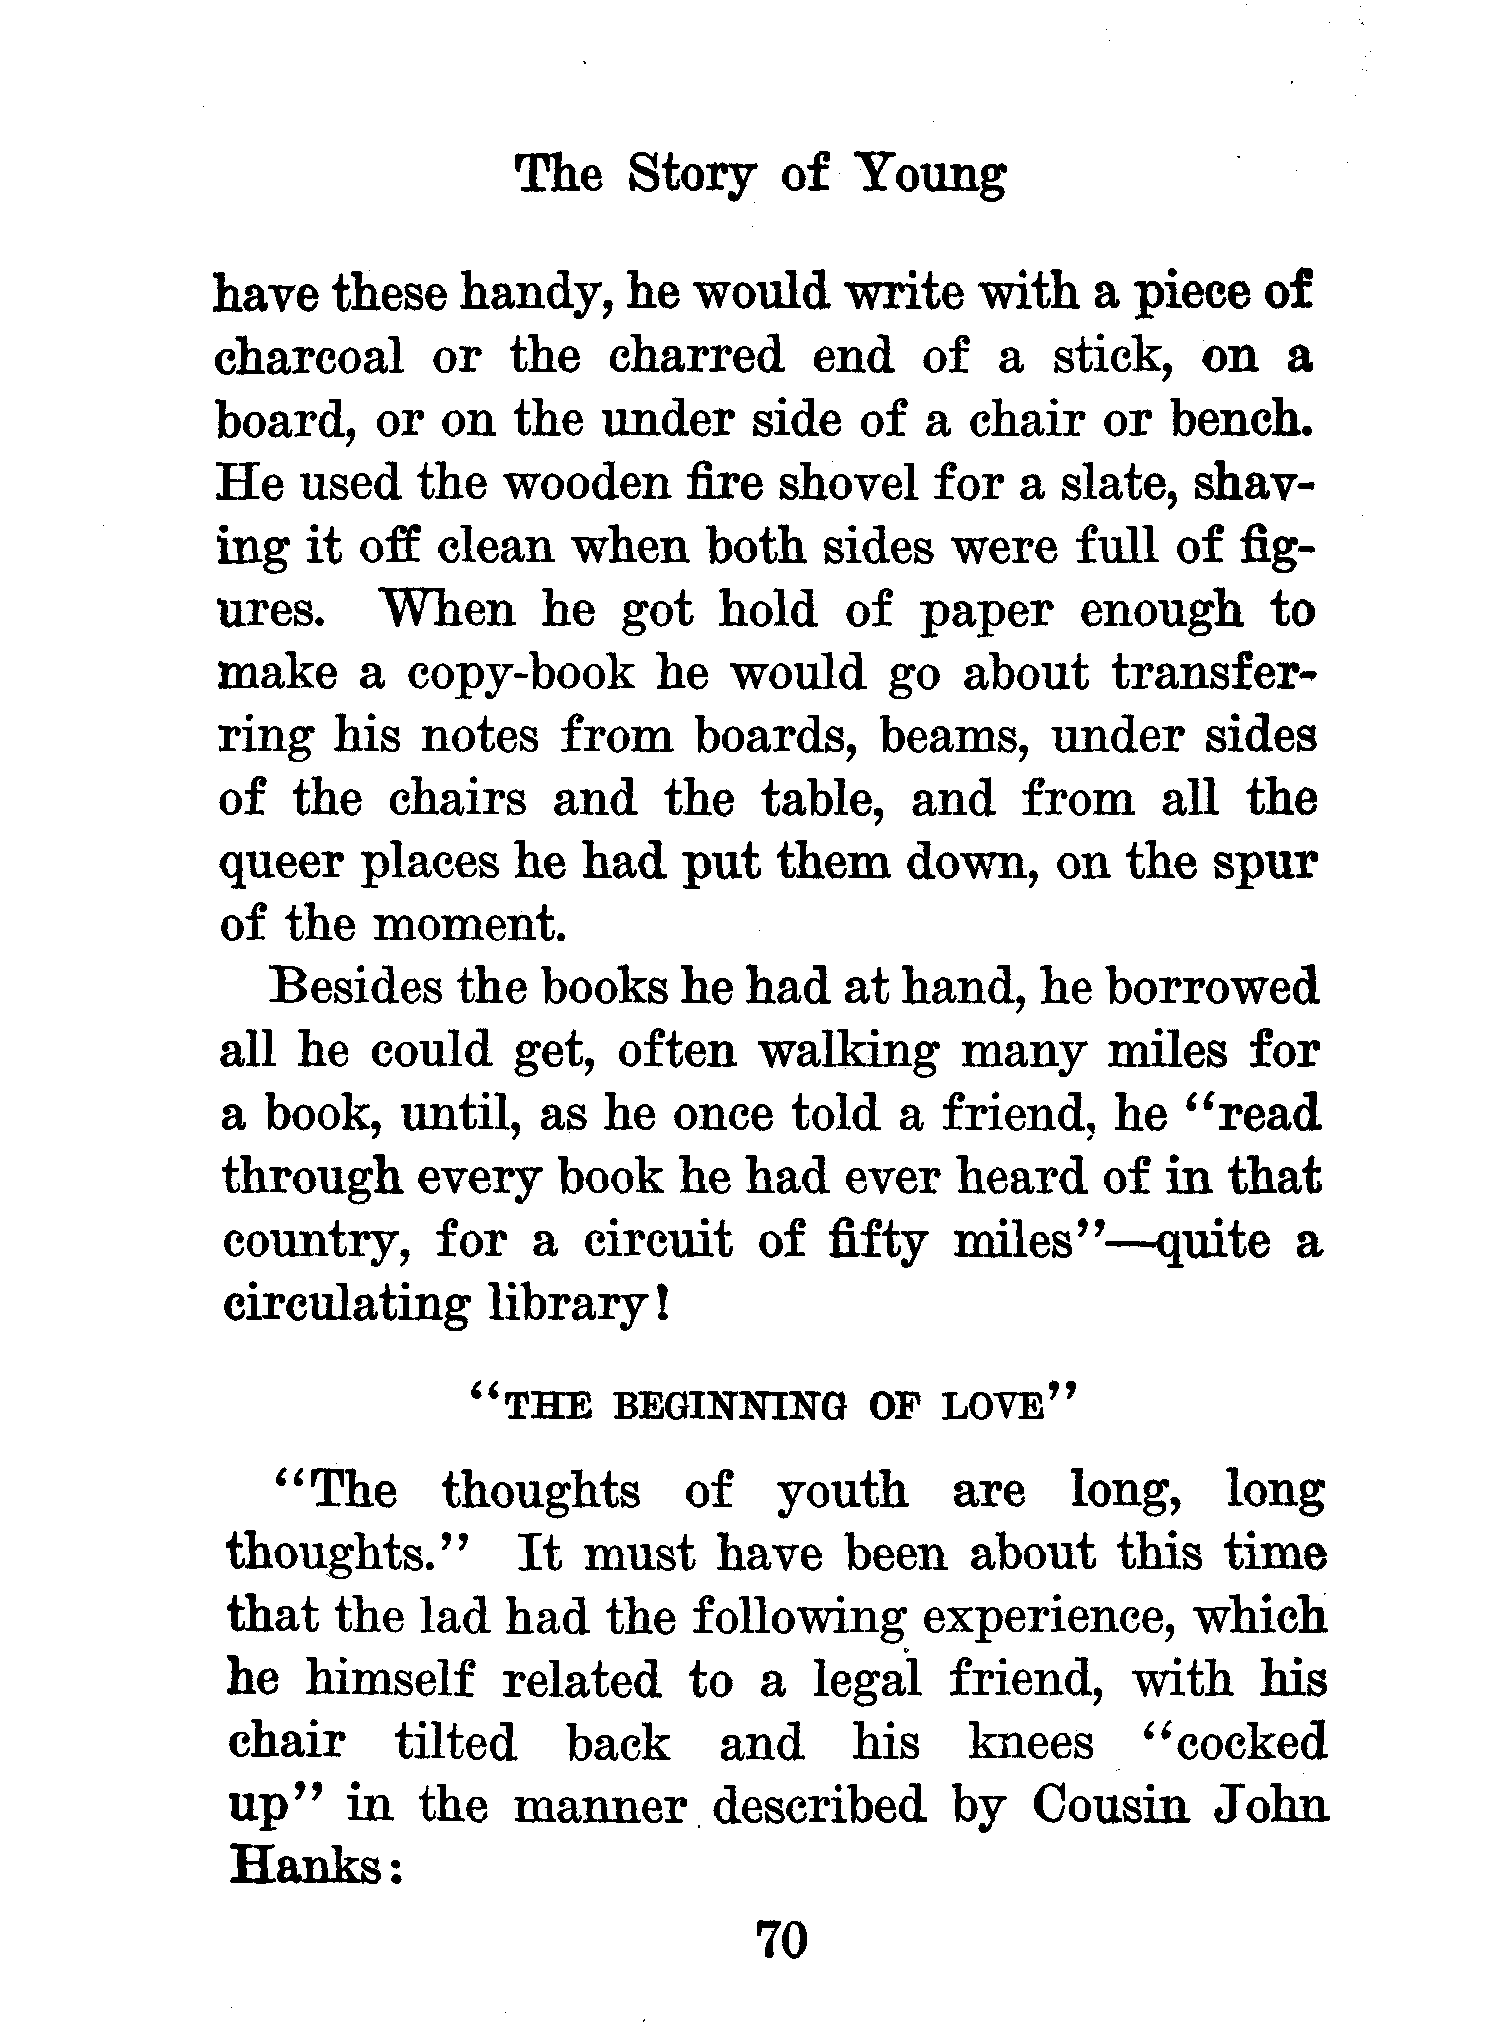 The Story of Young
have these handy, he would write with a piece of
charcoal or the charred end of a stick, on a
board, or on the under side of a chair or bench.
He used the wooden fire shovel for a slate, shav-
ing it off clean when both sides were full of fig-
ures. When he got hold of paper enough to
make a copy-book he would go about transfer-
ring his notes from boards, beams, under sides
of the chairs and the table, and from all the
queer places he had put them down, on the spur
of the moment.
Besides the books he had at hand, he borrowed
all he could get, often walking many miles for
a book, until, as he once told a friend, he “read
through every book he had ever heard of in that
country, for a circuit of fifty miles”—quite a
circulating library!
“THE BEGINNING OF LOVE”
“The thoughts of youth are long, long
thoughts.” It must have been about this time
that the lad had the following experience, which
he himself related to a legal friend, with his
chair tilted back and his knees “cocked
up” in the manner described by Cousin John
Hanks:
70